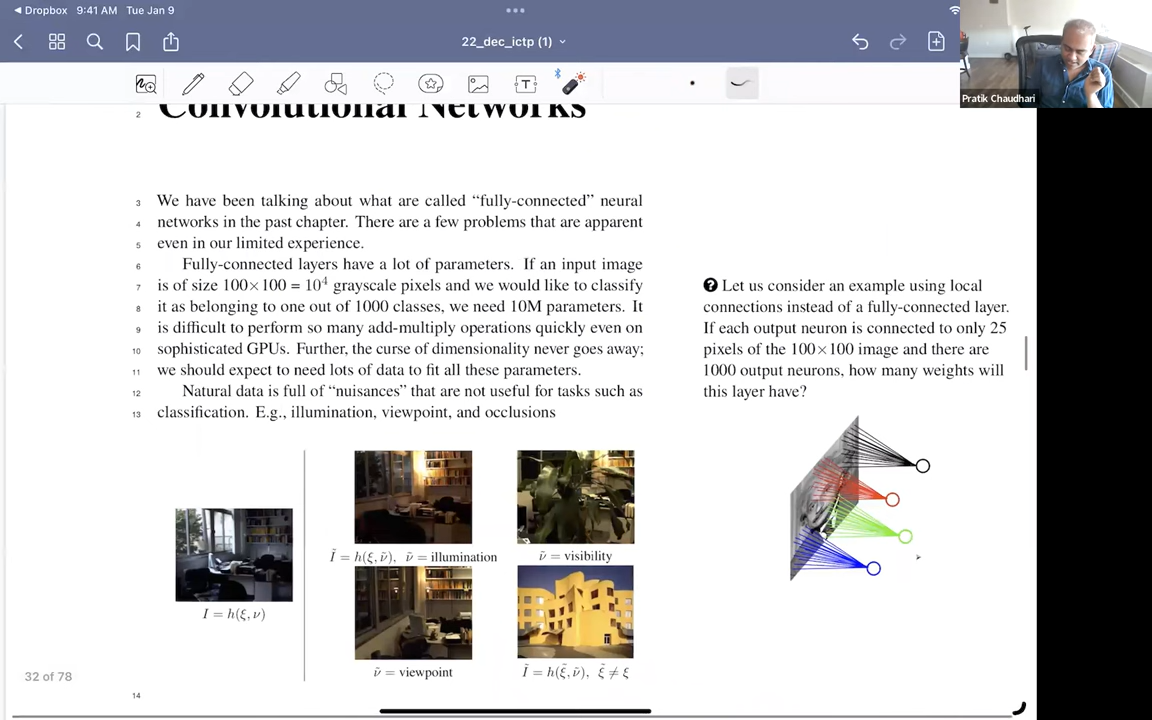 Dropbox 9:41 AM Tue Jan 9
22_dec_ictp (1)
Pratik Chaudhari
2 Convolutional Networks
3 We have been talking about what are called “fully-connected” neural
4 networks in the past chapter. There are a few problems that are apparent
5 even in our limited experience.
6 Fully-connected layers have a lot of parameters. If an input image
7 is of size 100×100 = 10⁴ grayscale pixels and we would like to classify
8 it as belonging to one out of 1000 classes, we need 10M parameters. It
9 is difficult to perform so many add-multiply operations quickly even on
10 sophisticated GPUs. Further, the curse of dimensionality never goes away;
11 we should expect to need lots of data to fit all these parameters.
12 Natural data is full of “nuisances” that are not useful for tasks such as
13 classification. E.g., illumination, viewpoint, and occlusions
? Let us consider an example using local
connections instead of a fully-connected layer.
If each output neuron is connected to only 25
pixels of the 100×100 image and there are
1000 output neurons, how many weights will
this layer have?
Ĩ = h(ξ, ν̃), ν̃ = illumination
ν̃ = visibility
I = h(ξ, ν)
ν̃ = viewpoint
Ĩ = h(ξ̃, ν̃), ξ̃ ≠ ξ
32 of 78
14